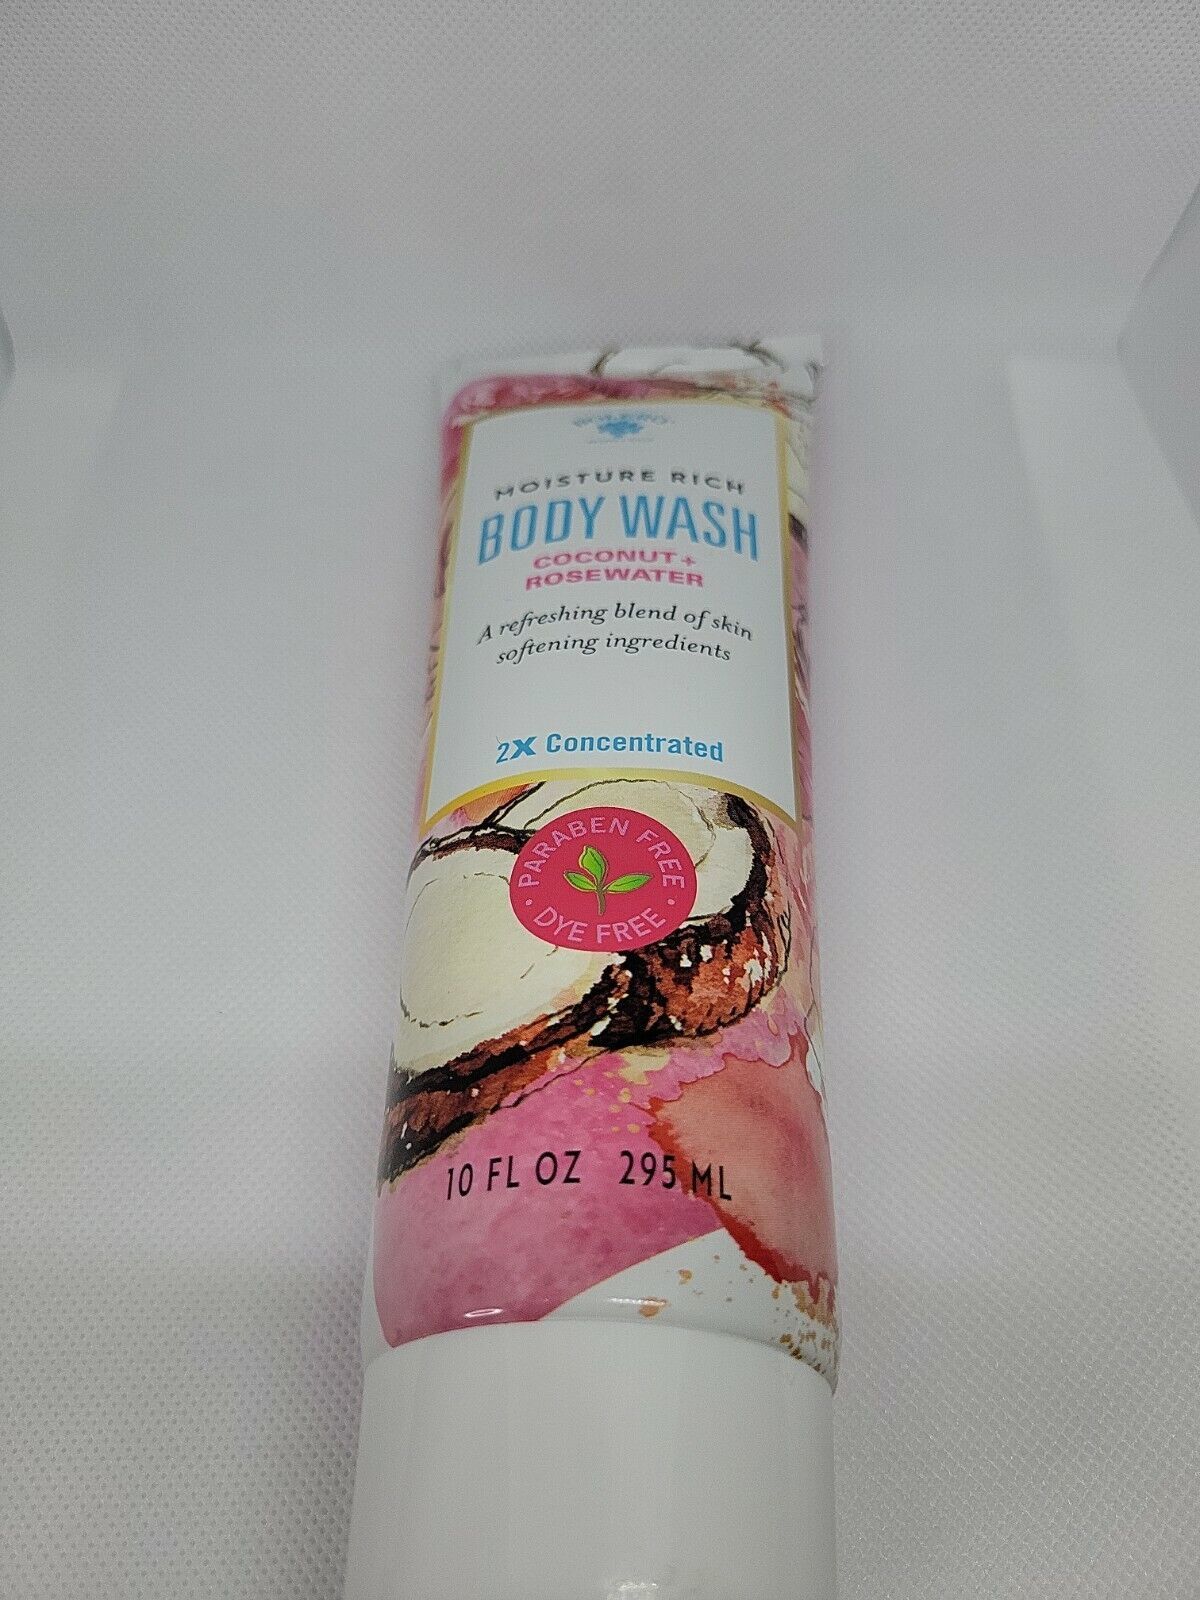 MOISTURE RICH
BODY WASH
COCONUT+
ROSEWATER
A refreshing blend of skin
softening ingredients
2X Concentrated
PARABEN FREE
• DYE FREE •
10 FL OZ 295 ML